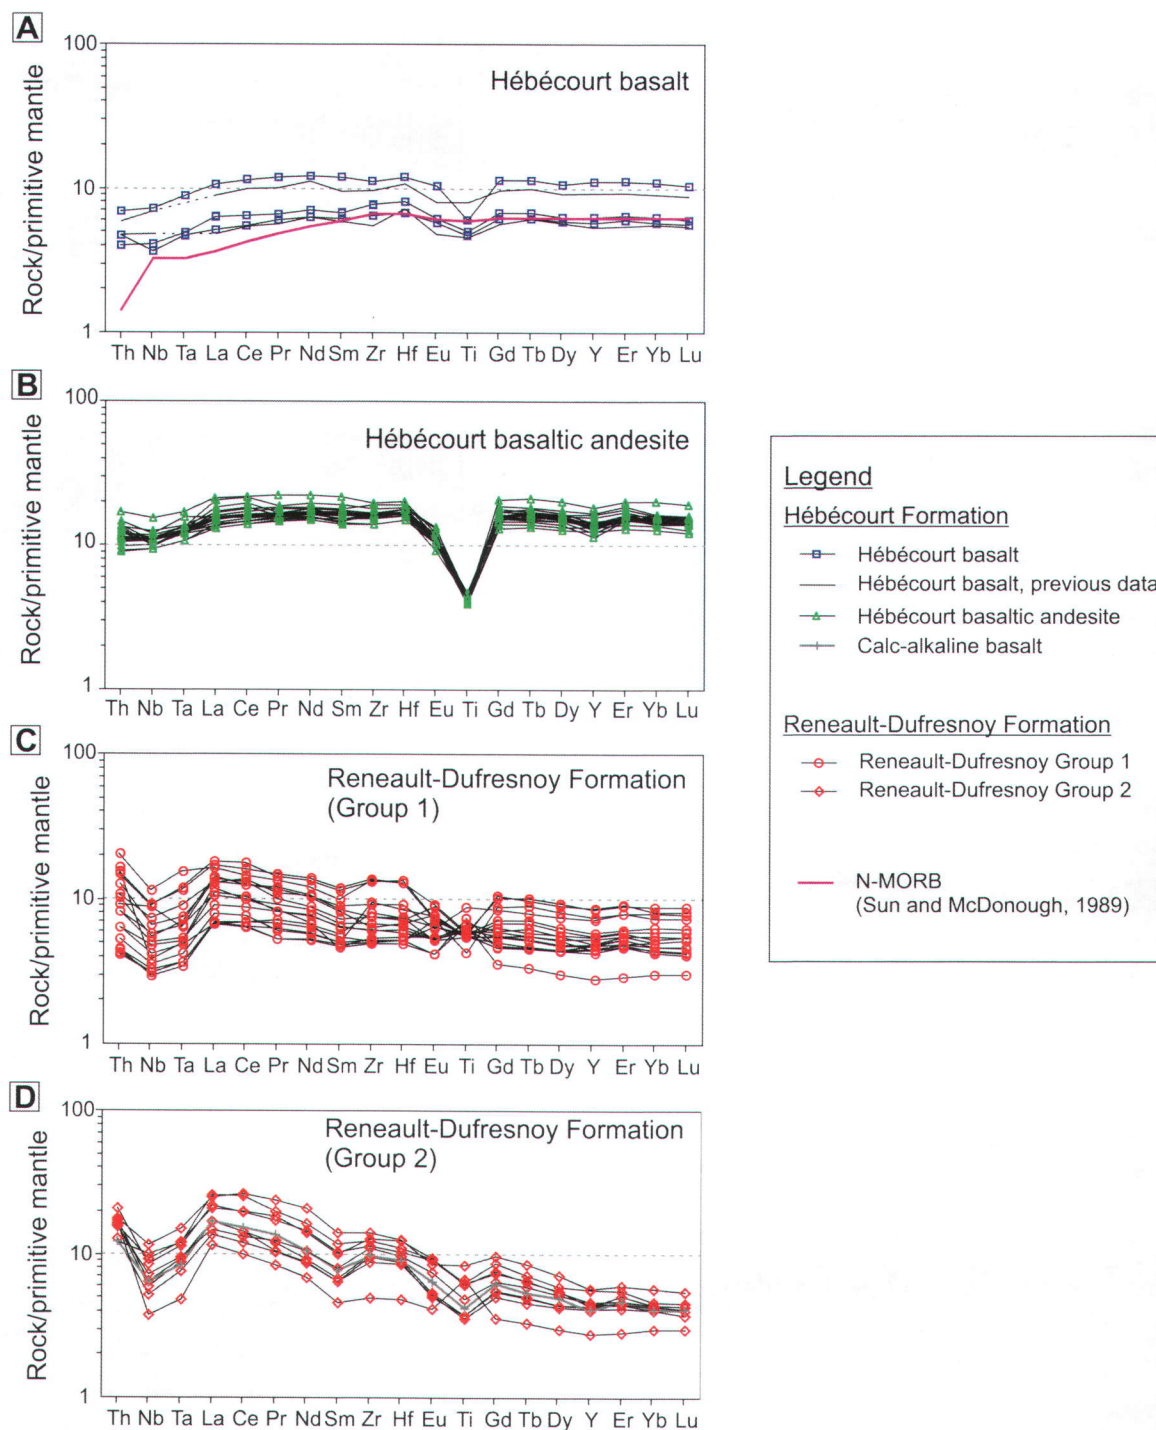 A
100
10
1
Rock/primitive mantle
Hébécourt basalt
Th Nb Ta La Ce Pr Nd Sm Zr Hf Eu Ti Gd Tb Dy Y Er Yb Lu
B
100
10
1
Rock/primitive mantle
Hébécourt basaltic andesite
Th Nb Ta La Ce Pr Nd Sm Zr Hf Eu Ti Gd Tb Dy Y Er Yb Lu
C
100
10
1
Rock/primitive mantle
Reneault-Dufresnoy Formation
(Group 1)
Th Nb Ta La Ce Pr Nd Sm Zr Hf Eu Ti Gd Tb Dy Y Er Yb Lu
D
100
10
1
Rock/primitive mantle
Reneault-Dufresnoy Formation
(Group 2)
Th Nb Ta La Ce Pr Nd Sm Zr Hf Eu Ti Gd Tb Dy Y Er Yb Lu
Legend
Hébécourt Formation
Hébécourt basalt
Hébécourt basalt, previous data
Hébécourt basaltic andesite
Calc-alkaline basalt
Reneault-Dufresnoy Formation
Reneault-Dufresnoy Group 1
Reneault-Dufresnoy Group 2
N-MORB
(Sun and McDonough, 1989)